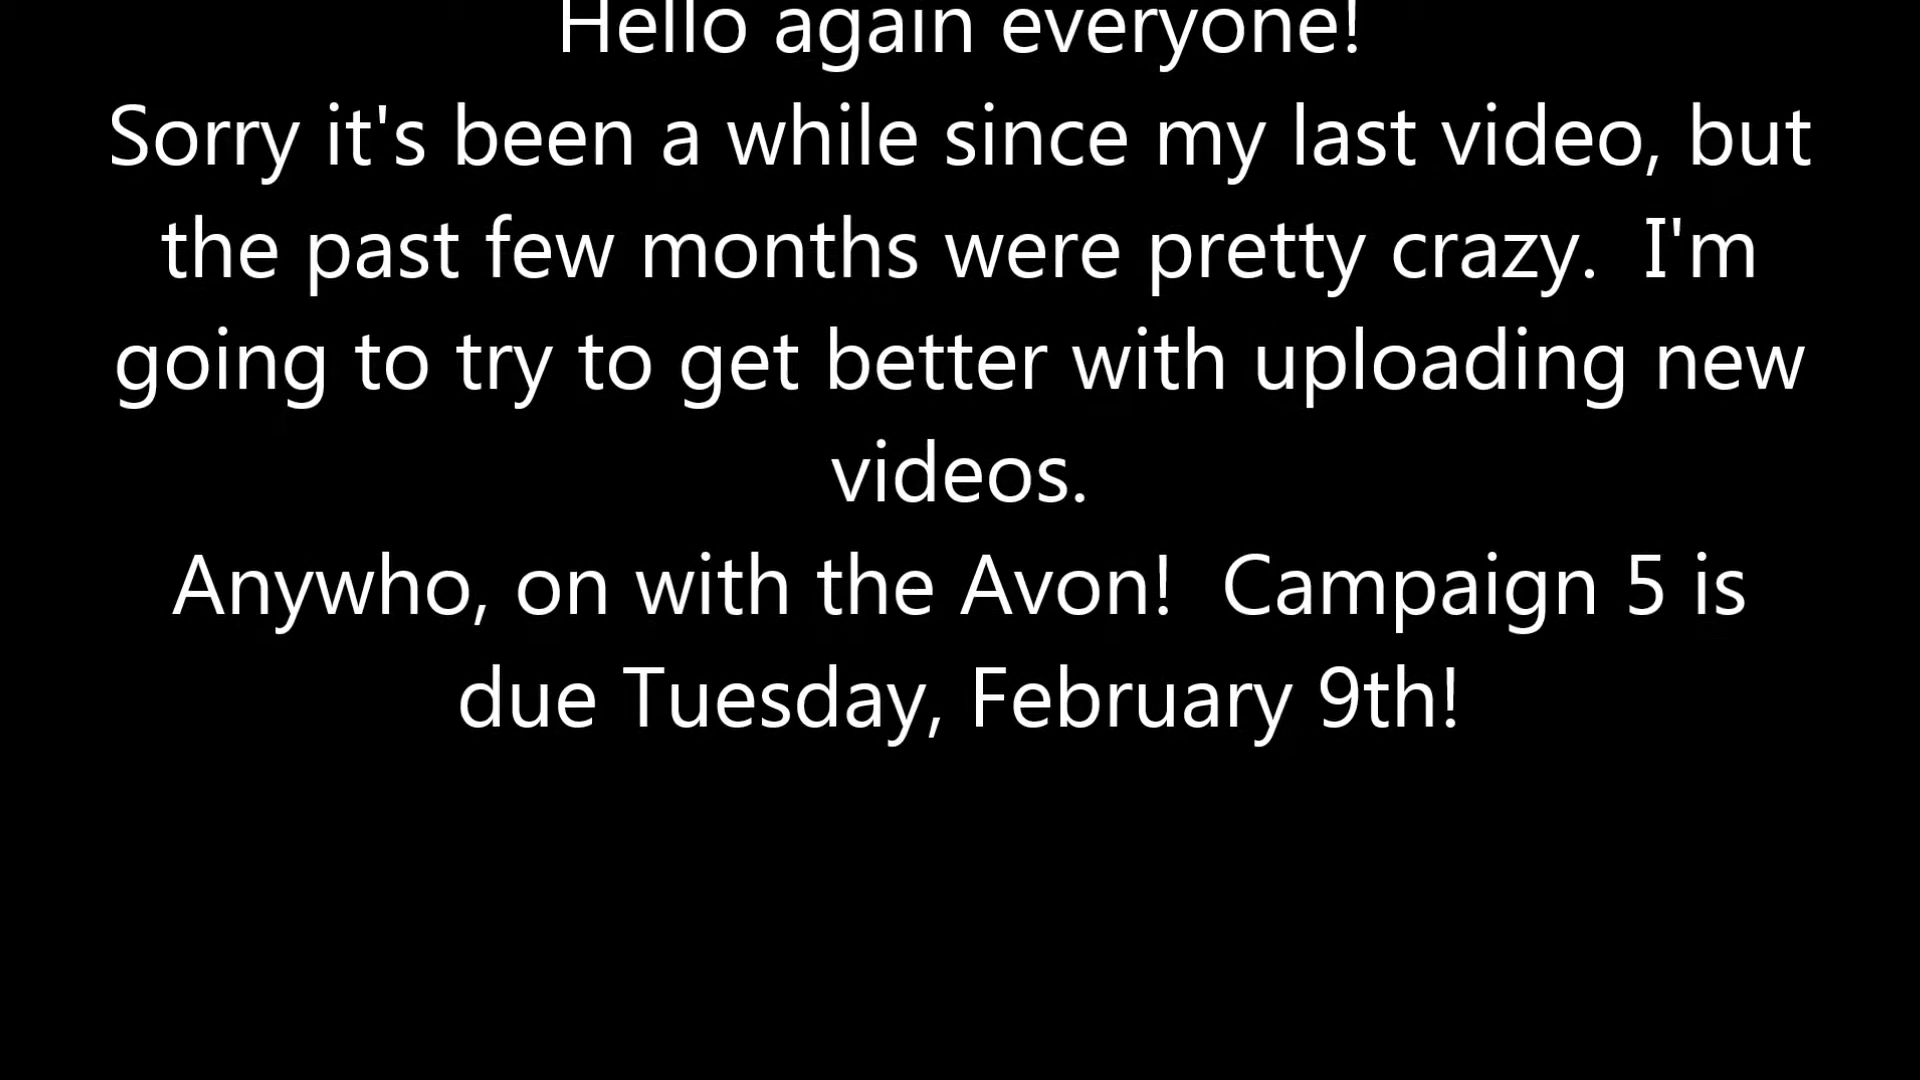 Hello again everyone!
Sorry it's been a while since my last video, but
the past few months were pretty crazy.  I'm
going to try to get better with uploading new
videos.
Anywho, on with the Avon!  Campaign 5 is
due Tuesday, February 9th!